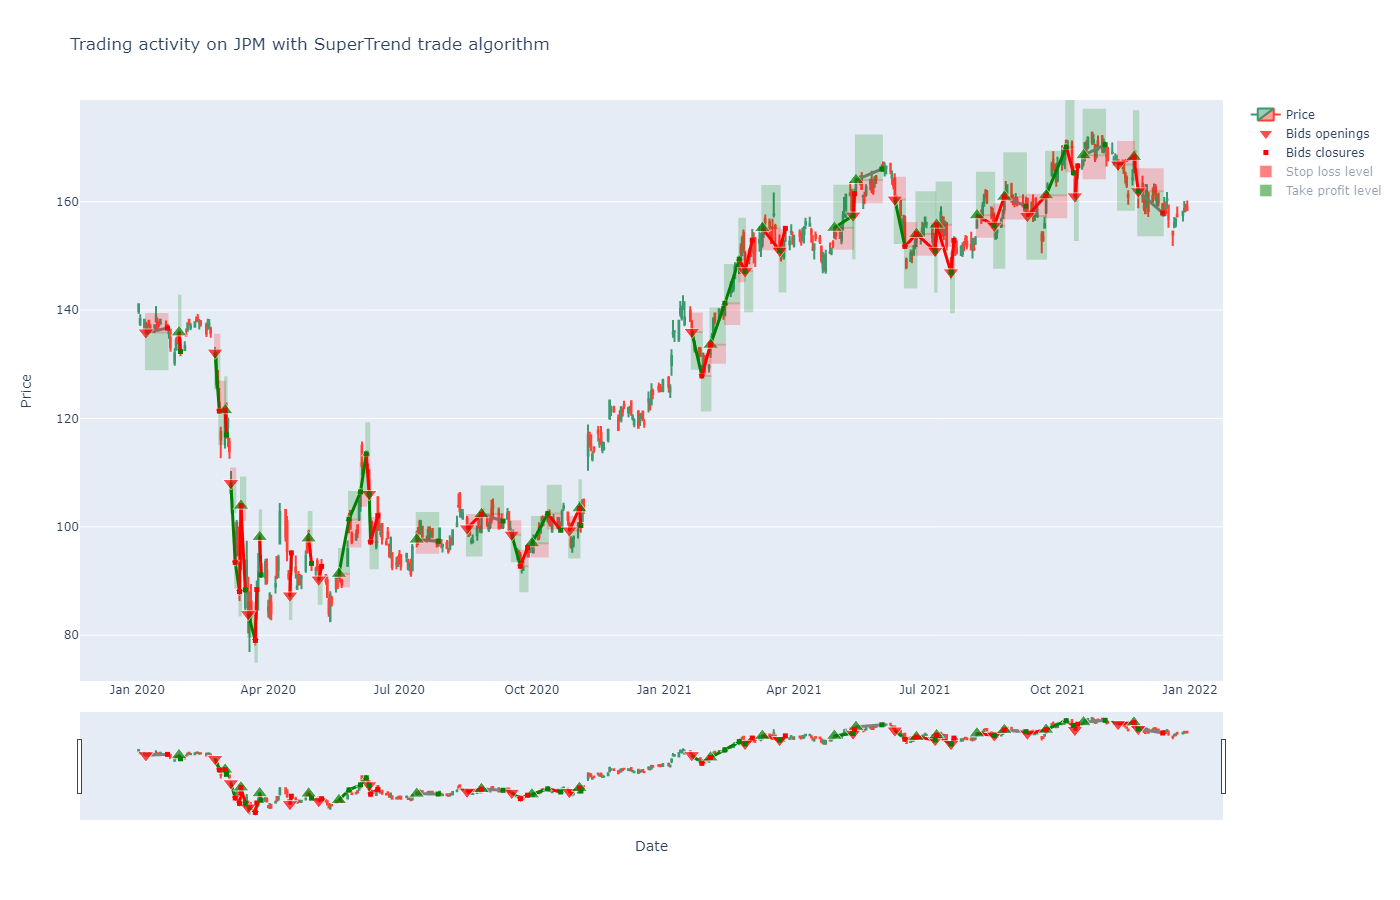 Trading activity on JPM with SuperTrend trade algorithm
Price
Bids openings
Bids closures
Stop loss level
Take profit level
160
140
120
100
80
Price
Jan 2020
Apr 2020
Jul 2020
Oct 2020
Jan 2021
Apr 2021
Jul 2021
Oct 2021
Jan 2022
Date